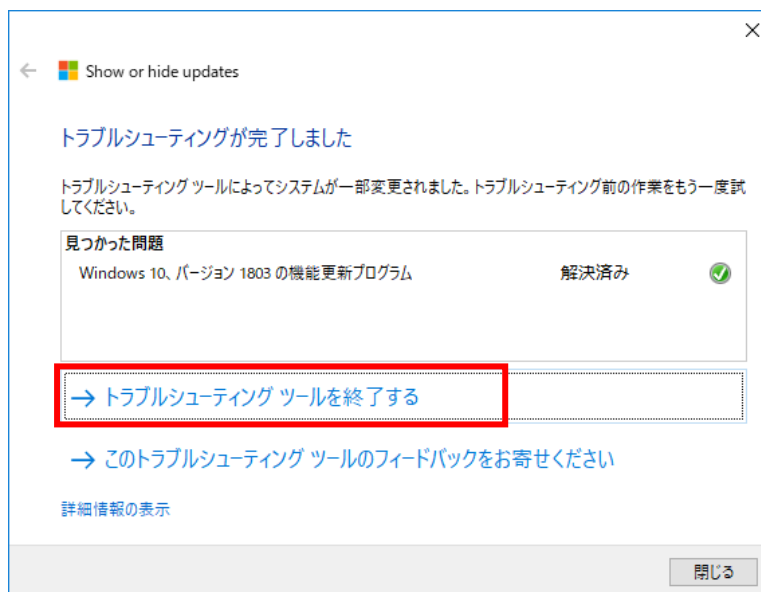 Show or hide updates
トラブルシューティングが完了しました
トラブルシューティング ツールによってシステムが一部変更されました。トラブルシューティング前の作業をもう一度試
してください。
見つかった問題
Windows 10、バージョン 1803 の機能更新プログラム 解決済み
→ トラブルシューティング ツールを終了する
→ このトラブルシューティング ツールのフィードバックをお寄せください
詳細情報の表示
閉じる